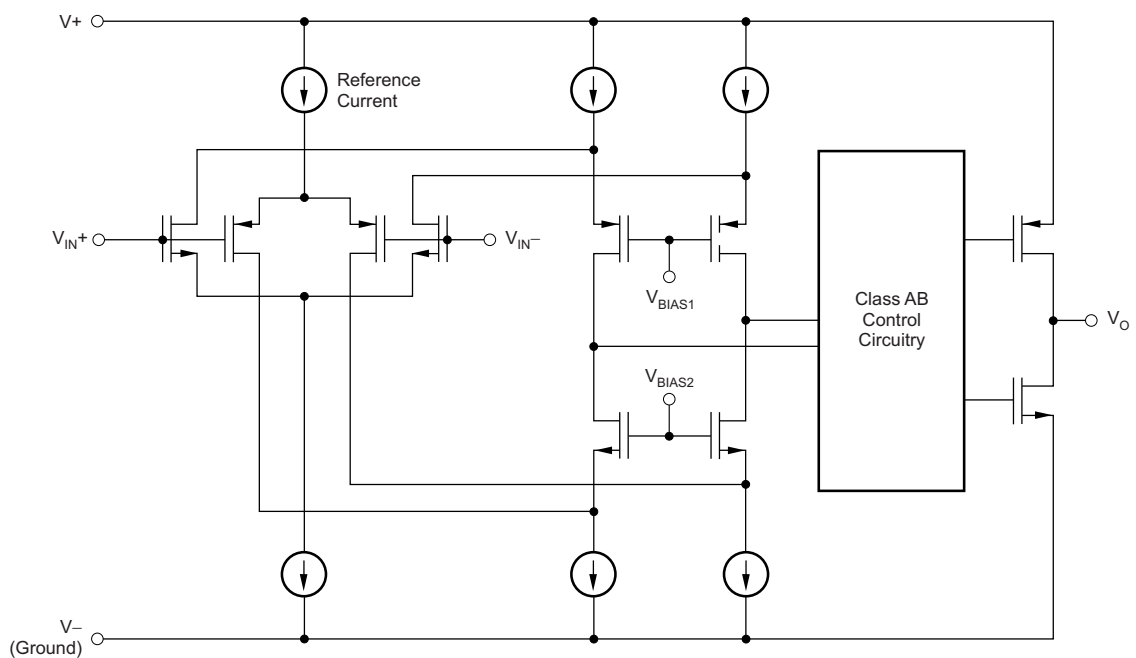 V+
Reference
Current
VIN+
VIN−
VBIAS1
VBIAS2
Class AB
Control
Circuitry
VO
V−
(Ground)